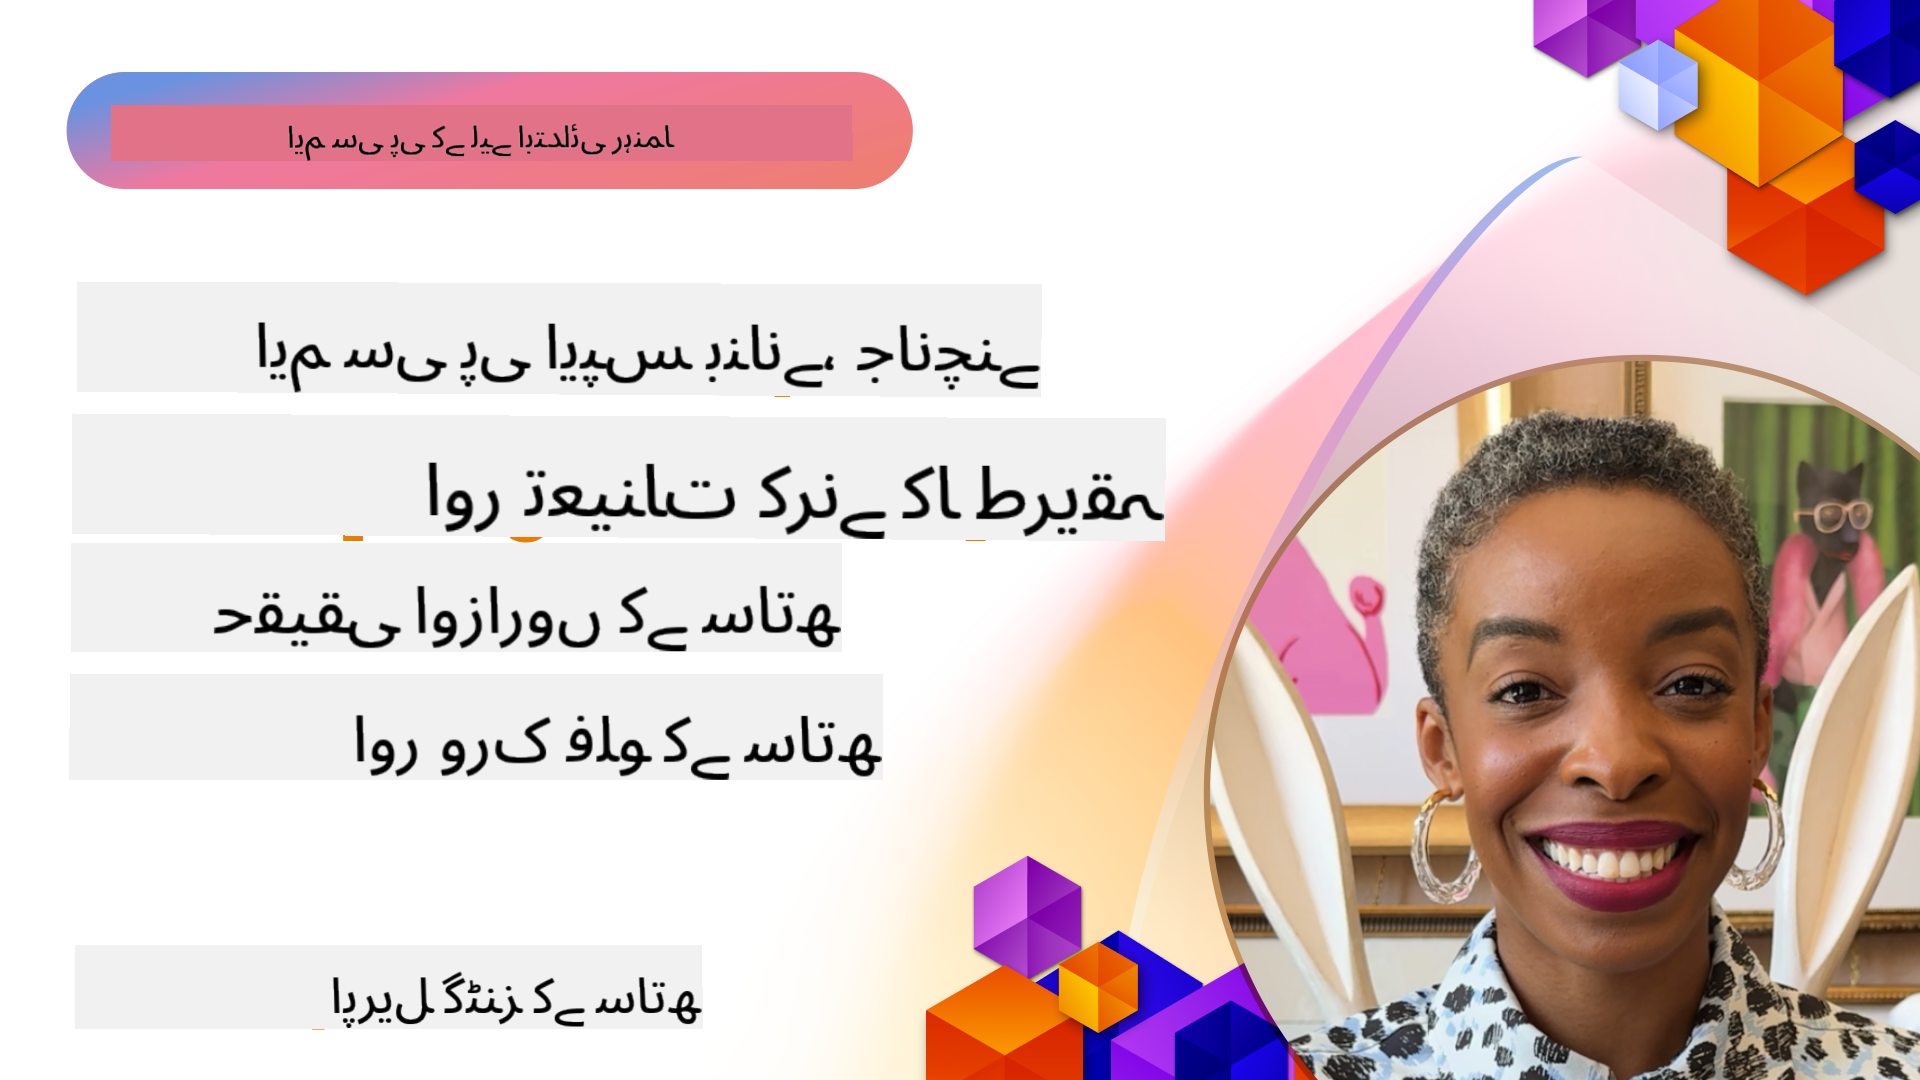 ایم سی پی کے لیے ابتدائی رہنما
ایم سی پی ایپس بنانے، جانچنے
اور تعینات کرنے کا طریقہ
حقیقی اوزاروں کے ساتھ
اور ورک فلو کے ساتھ
اپریل گٹنز کے ساتھ